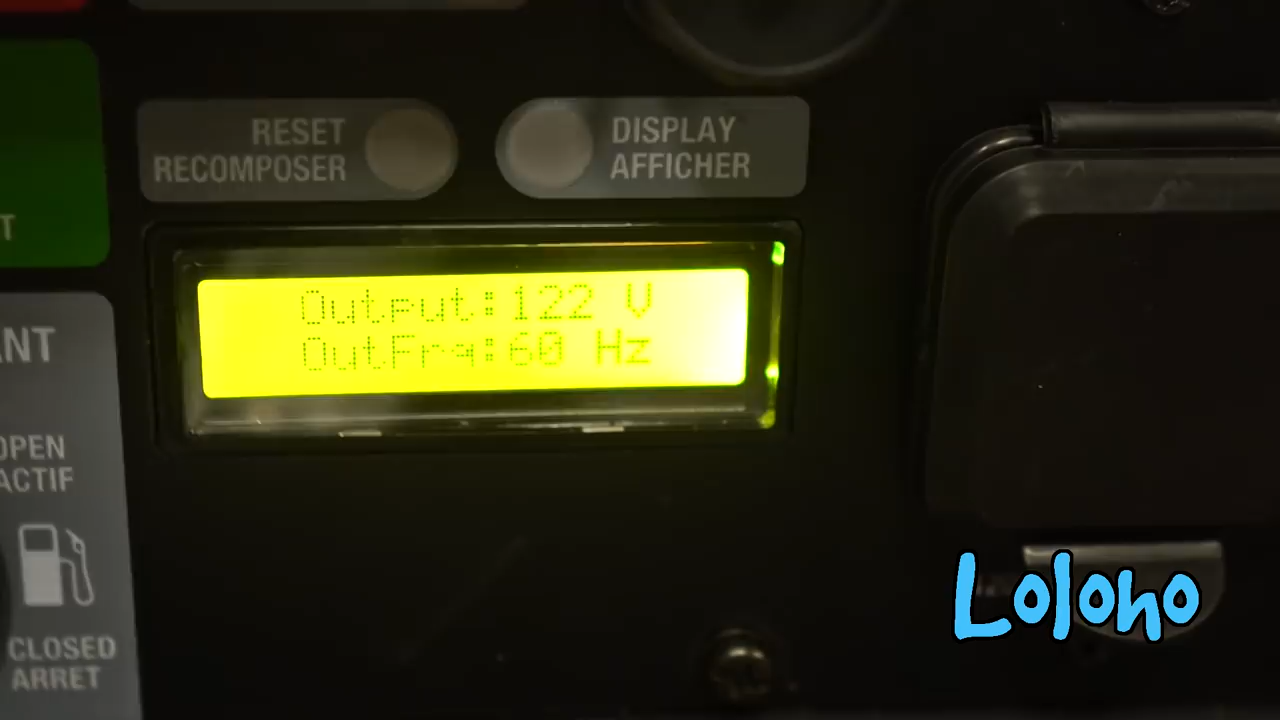 RESET
RECOMPOSER
DISPLAY
AFFICHER
Output:122 V
OutFrq:60 Hz
T
ANT
OPEN
ACTIF
CLOSED
ARRET
Loloho